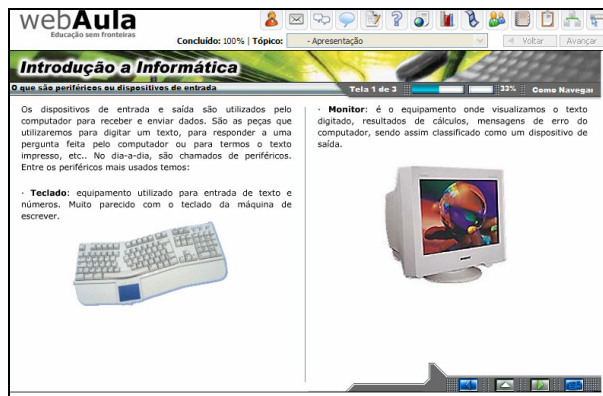 webAula
Educação sem fronteiras
Concluído: 100% | Tópico: - Apresentação
Voltar Avançar
Introdução a Informática
O que são periféricos ou dispositivos de entrada
Tela 1 de 3 33% Como Navegar
Os dispositivos de entrada e saída são utilizados pelo
computador para receber e enviar dados. São as peças que
utilizaremos para digitar um texto, para responder a uma
pergunta feita pelo computador ou para termos o texto
impresso, etc.. No dia-a-dia, são chamados de periféricos.
Entre os periféricos mais usados temos:
· Teclado: equipamento utilizado para entrada de texto e
números. Muito parecido com o teclado da máquina de
escrever.
· Monitor: é o equipamento onde visualizamos o texto
digitado, resultados de cálculos, mensagens de erro do
computador, sendo assim classificado como um dispositivo de
saída.